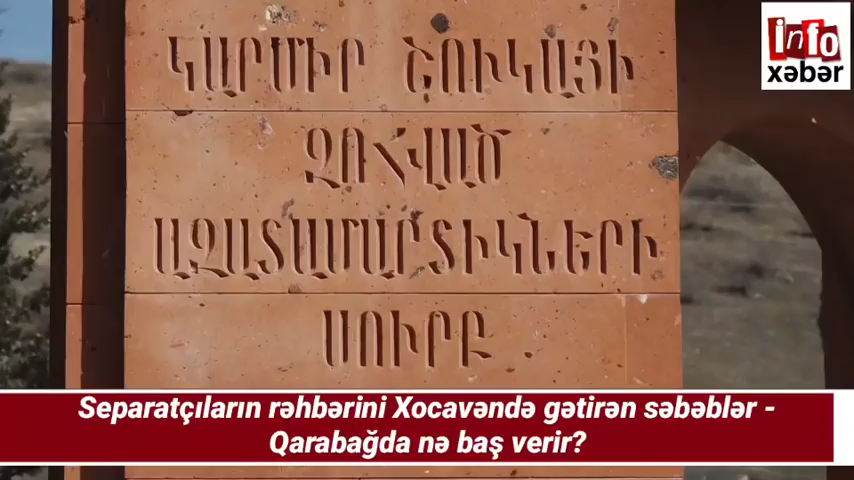 info
xəbər
ԿԱՐՄԻՐ ՇՈՒԿԱՅԻ
ԶՈՀՎԱԾ
ԱԶԱՏԱՄԱՐՏԻԿՆԵՐԻ
ՍՈՒՐԲ
Separatçıların rəhbərini Xocavəndə gətirən səbəblər -
Qarabağda nə baş verir?